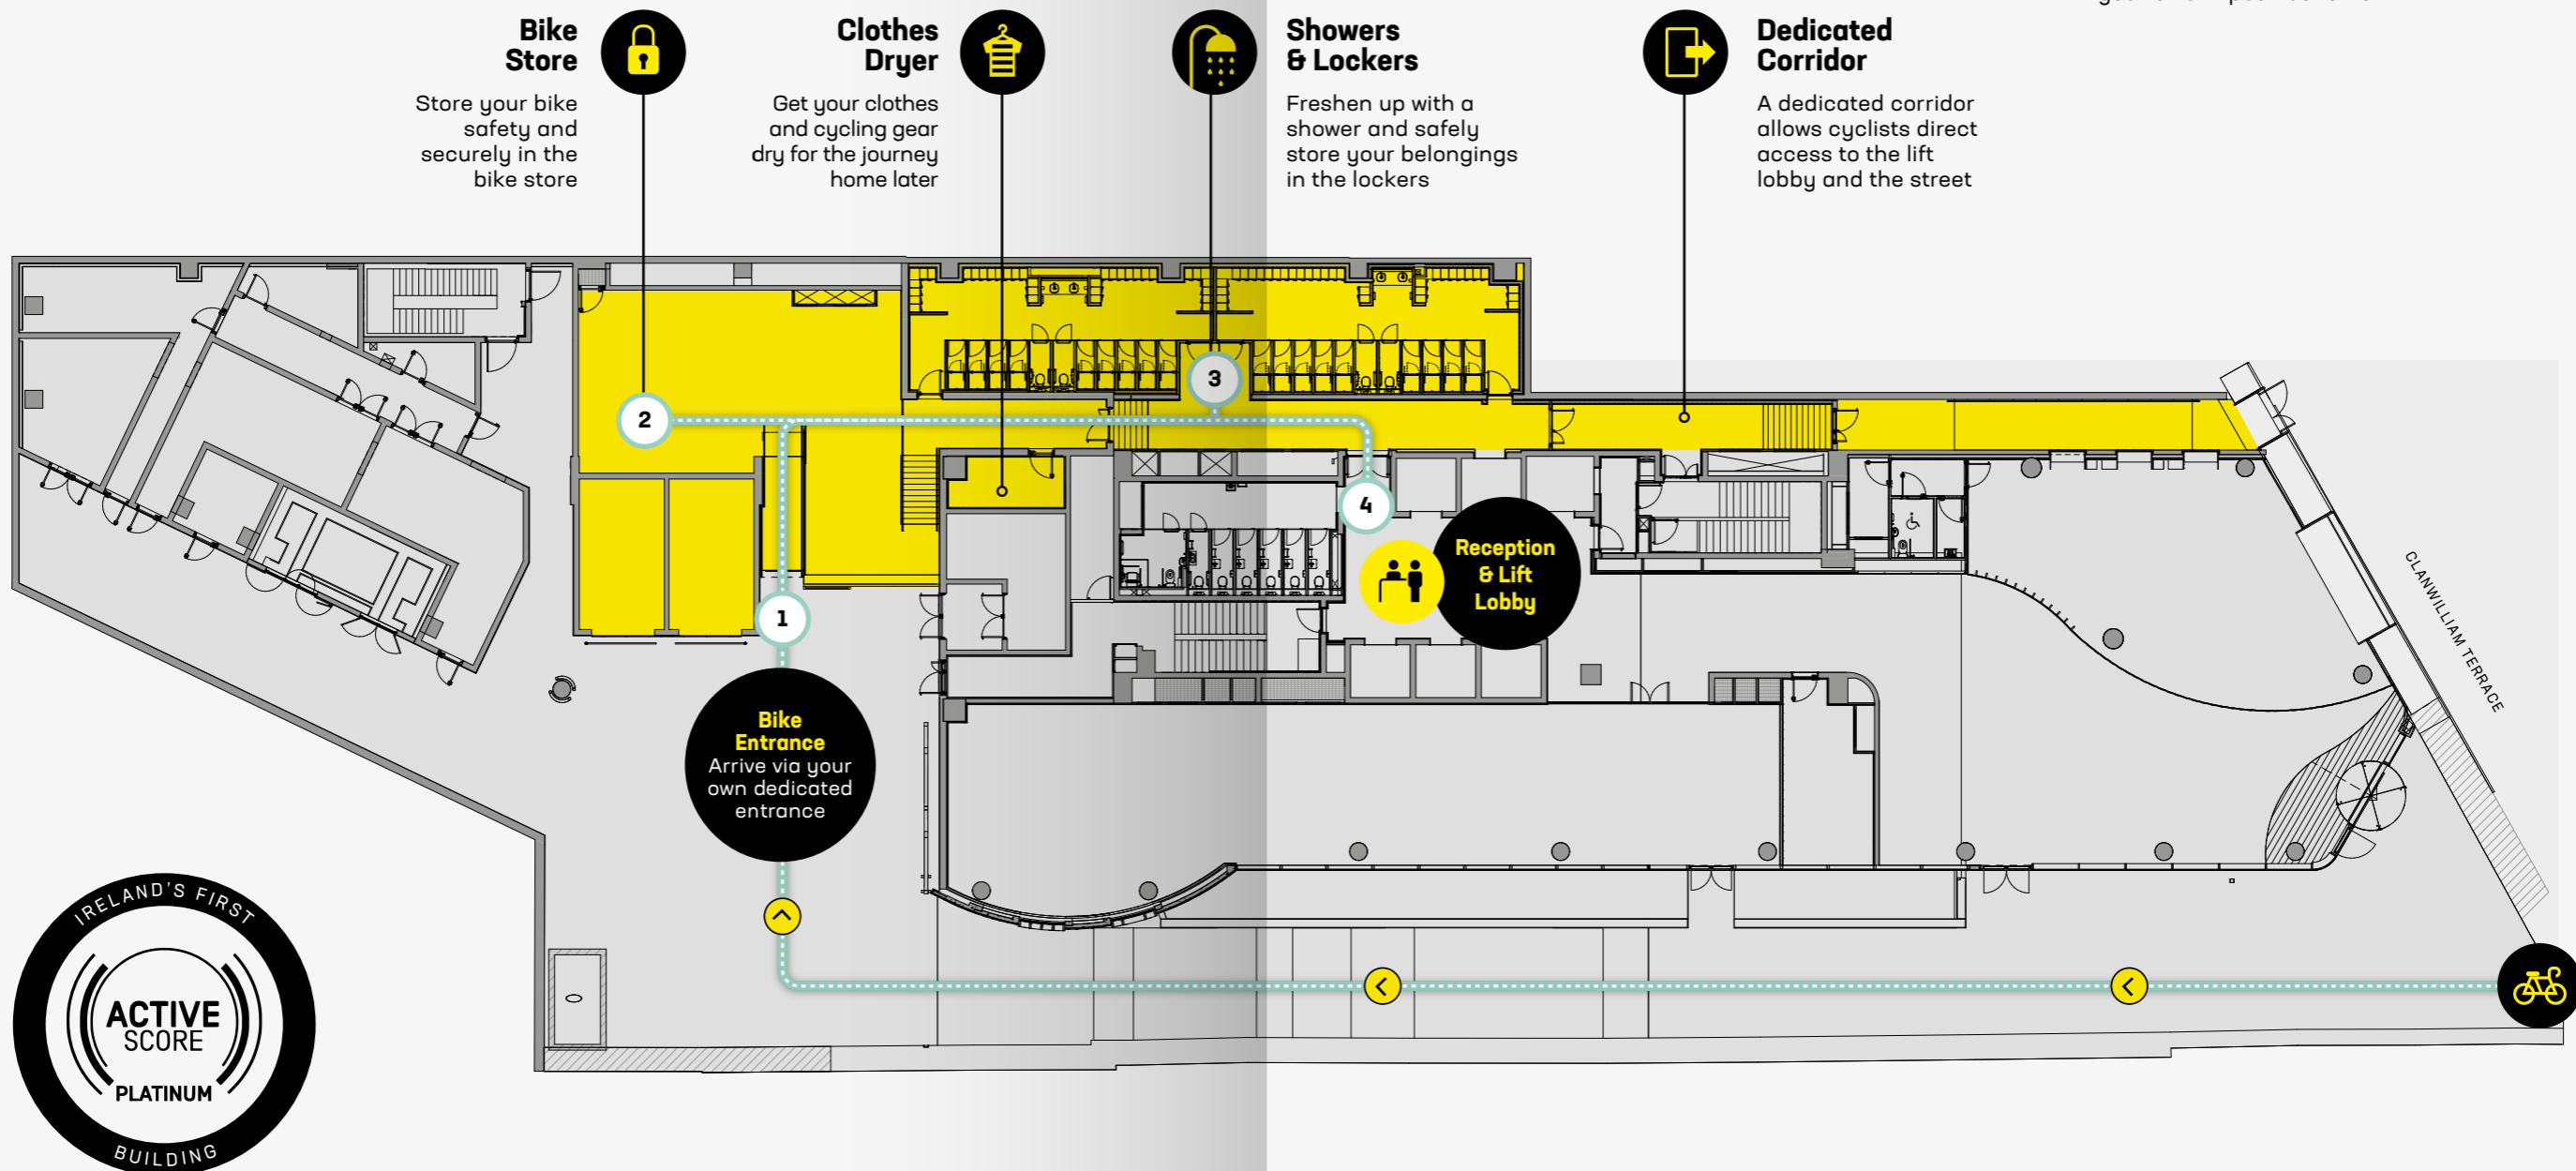 Bike
Store
Store your bike
safety and
securely in the
bike store
Clothes
Dryer
Get your clothes
and cycling gear
dry for the journey
home later
Showers
& Lockers
Freshen up with a
shower and safely
store your belongings
in the lockers
Dedicated
Corridor
A dedicated corridor
allows cyclists direct
access to the lift
lobby and the street
3
2
4
Reception
& Lift
Lobby
1
CLANWILLIAM TERRACE
Bike
Entrance
Arrive via your
own dedicated
entrance
IRELAND'S FIRST
ACTIVE
SCORE
PLATINUM
BUILDING